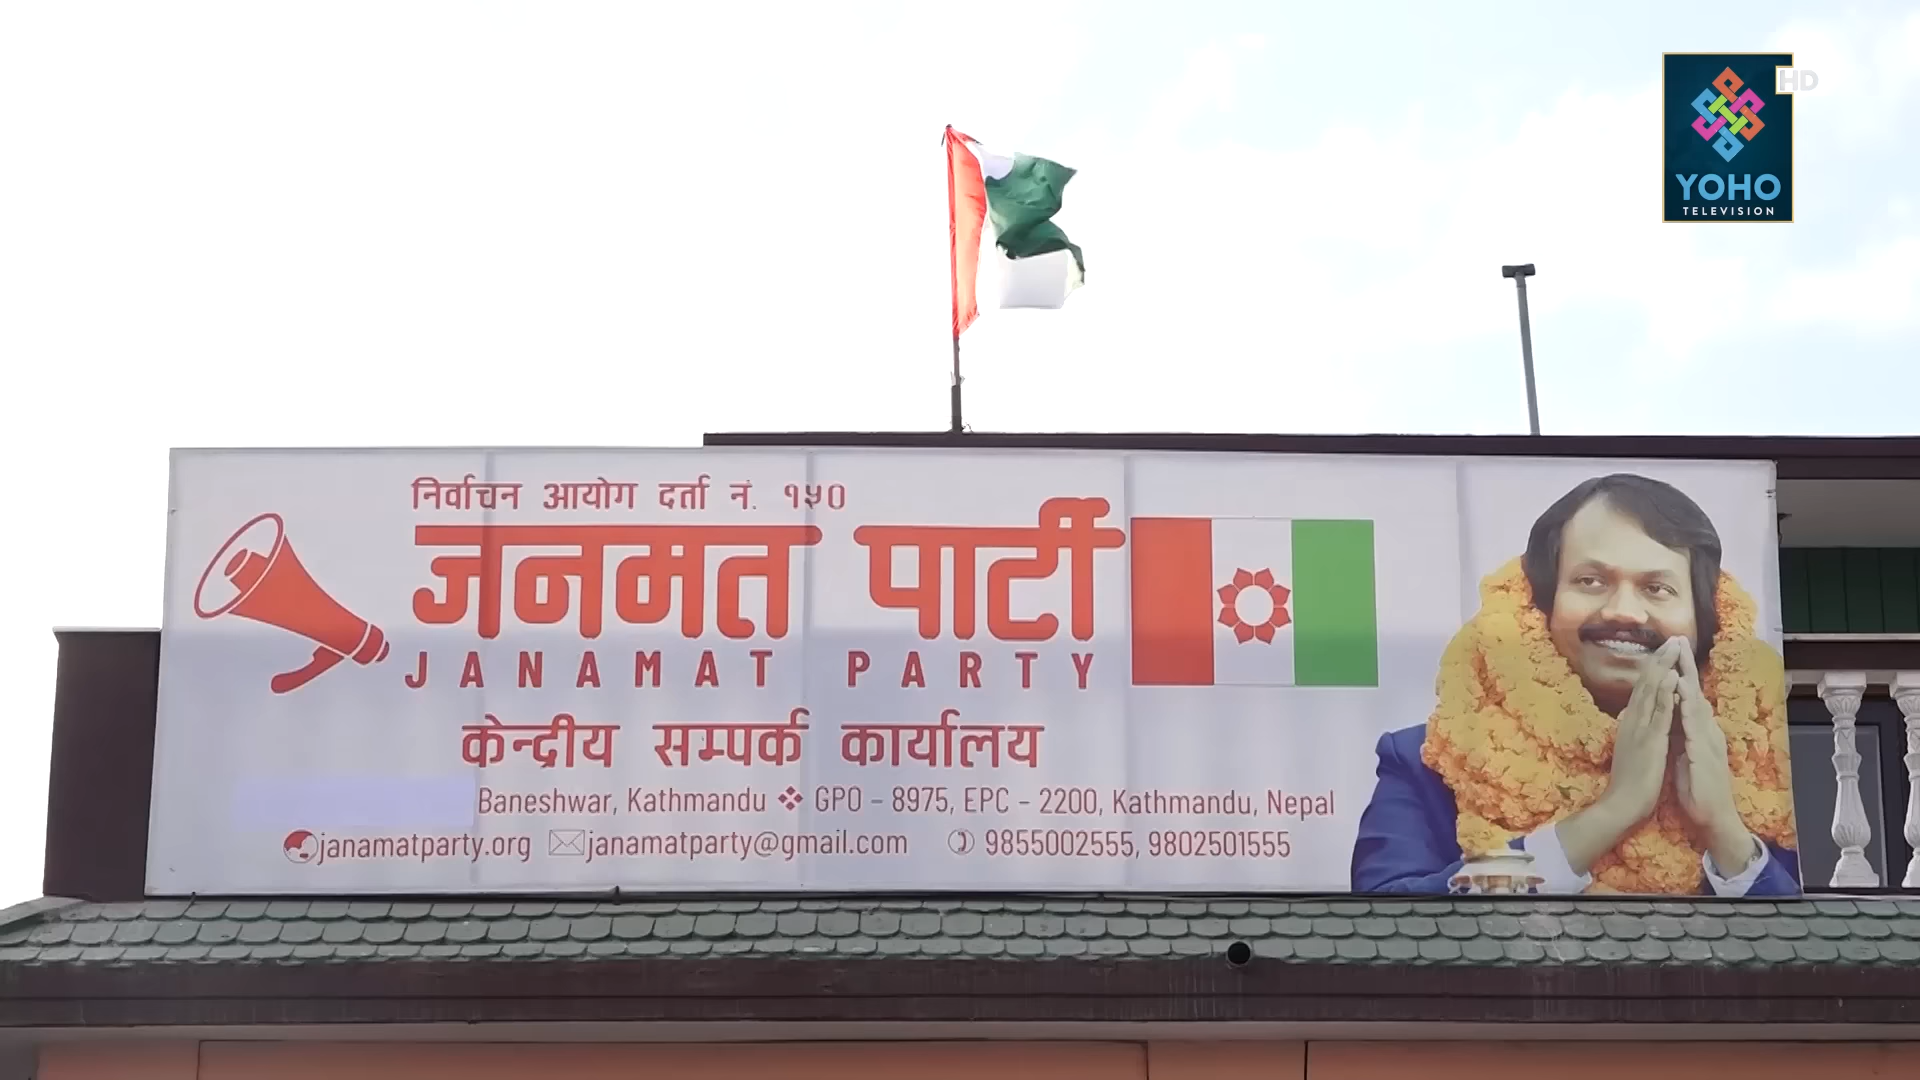 HD
YOHO
TELEVISION
निर्वाचन आयोग दर्ता नं. १५०
जनमत पार्टी
JANAMAT PARTY
केन्द्रीय सम्पर्क कार्यालय
Baneshwar, Kathmandu ❖ GPO – 8975, EPC – 2200, Kathmandu, Nepal
janamatparty.org janamatparty@gmail.com 9855002555, 9802501555